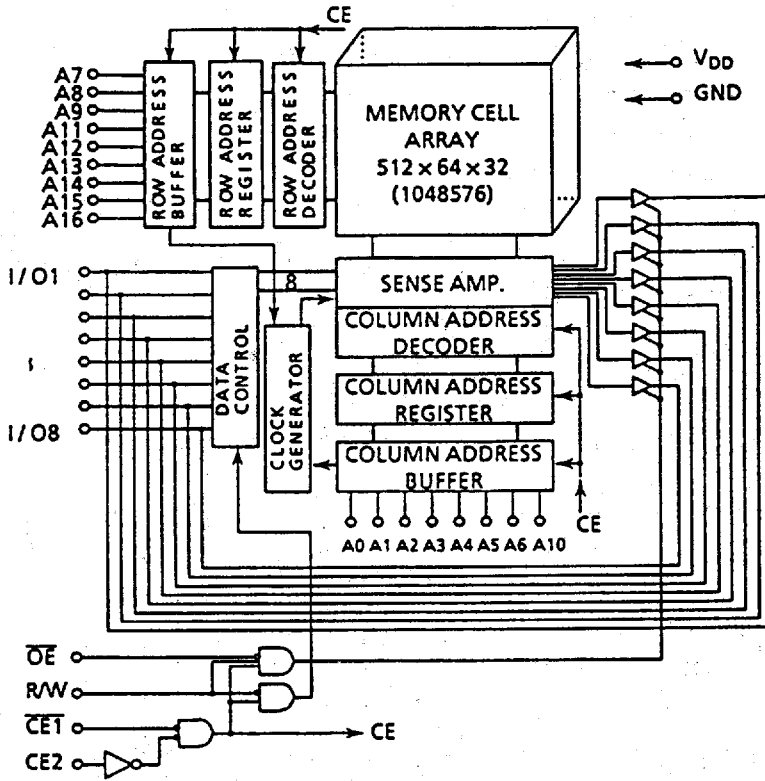 CE
VDD
GND
A7
A8
A9
A11
A12
A13
A14
A15
A16
ROW ADDRESS
BUFFER
ROW ADDRESS
REGISTER
ROW ADDRESS
DECODER
MEMORY CELL
ARRAY
512 x 64 x 32
(1048576)
I/O1
I/O8
DATA
CONTROL
8
CLOCK
GENERATOR
SENSE AMP.
COLUMN ADDRESS
DECODER
COLUMN ADDRESS
REGISTER
COLUMN ADDRESS
BUFFER
CE
A0 A1 A2 A3 A4 A5 A6 A10
O̅E̅
R/W
C̅E̅1̅
CE
CE2